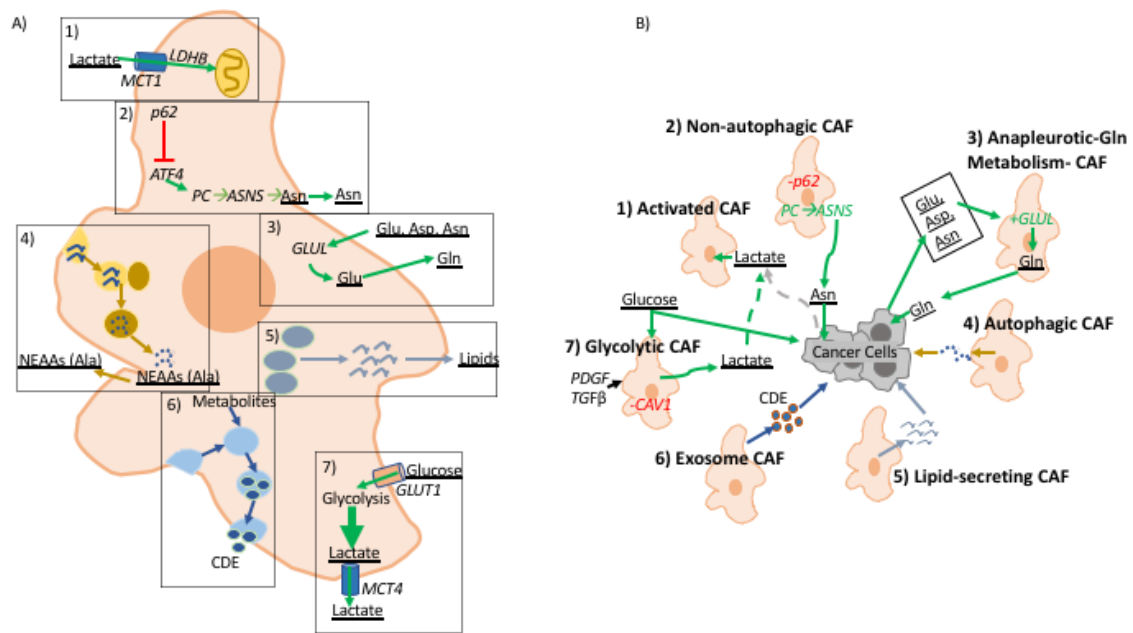 A)
1)
Lactate
LDHB
MCT1
2)
p62
ATF4
PC →ASNS →Asn → Asn
3)
Glu, Asp, Asn
GLUL
Gln
Glu
4)
NEAAs (Ala)
NEAAs (Ala)
5)
Lipids
6)
Metabolites
CDE
7)
Glucose
GLUT1
Glycolysis
Lactate
MCT4
Lactate
B)
2) Non-autophagic CAF
-p62
PC →ASNS
3) Anapleurotic-Gln
Metabolism- CAF
Glu,
Asp,
Asn
+GLUL
Gln
1) Activated CAF
Lactate
Asn
Gln
Glucose
4) Autophagic CAF
Cancer Cells
7) Glycolytic CAF
Lactate
PDGF
TGFβ
-CAV1
CDE
6) Exosome CAF
5) Lipid-secreting CAF